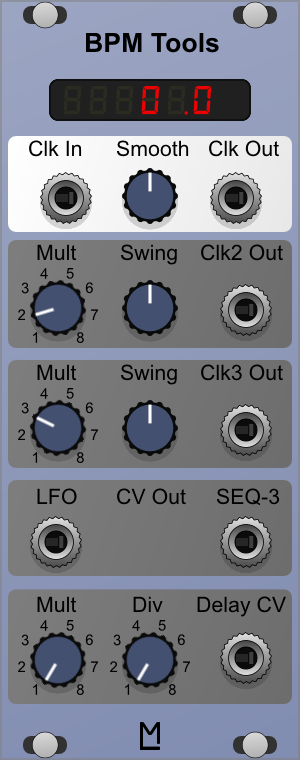 BPM Tools
0 .0
Clk In Smooth Clk Out
Mult Swing Clk2 Out
1 2 3 4 5 6 7 8
Mult Swing Clk3 Out
1 2 3 4 5 6 7 8
LFO CV Out SEQ-3
Mult Div Delay CV
1 2 3 4 5 6 7 8 1 2 3 4 5 6 7 8